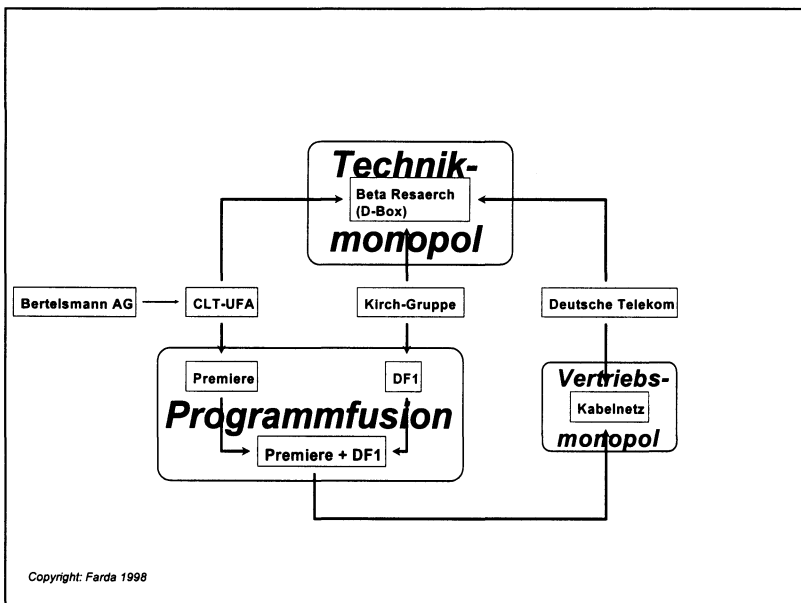 Technik-
Beta Resaerch
(D-Box)
monopol
Bertelsmann AG
CLT-UFA
Kirch-Gruppe
Deutsche Telekom
Premiere
DF1
Programmfusion
Premiere + DF1
Vertriebs-
Kabelnetz
monopol
Copyright: Farda 1998